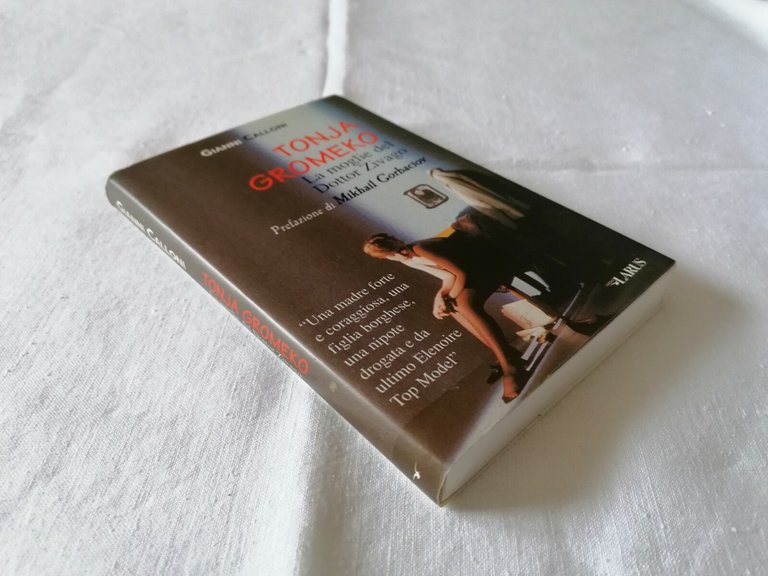 GIANNI CALLONI
TONJA
GROMEKO
La moglie del
Dottor Zivago
Prefazione di Mikhail Gorbaciov
"Una madre forte
e coraggiosa, una
figlia borghese,
una nipote
drogata e da
ultimo Elenoire
Top Model"
LARUS
GIANNI CALLONI
TONJA GROMEKO